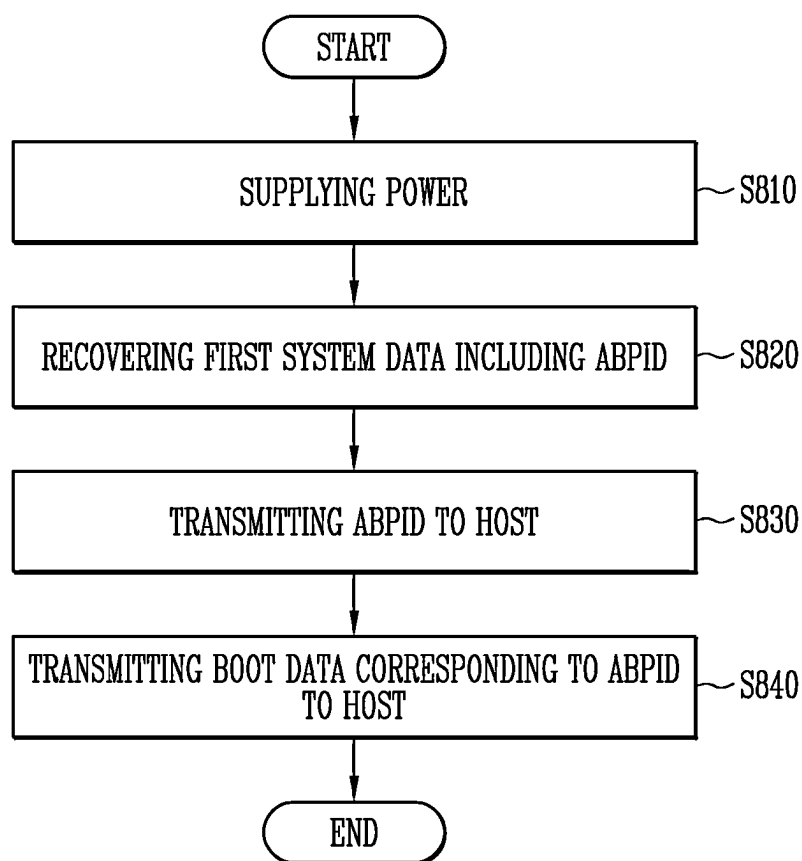 START
SUPPLYING POWER
S810
RECOVERING FIRST SYSTEM DATA INCLUDING ABPID
S820
TRANSMITTING ABPID TO HOST
S830
TRANSMITTING BOOT DATA CORRESPONDING TO ABPID
TO HOST
S840
END